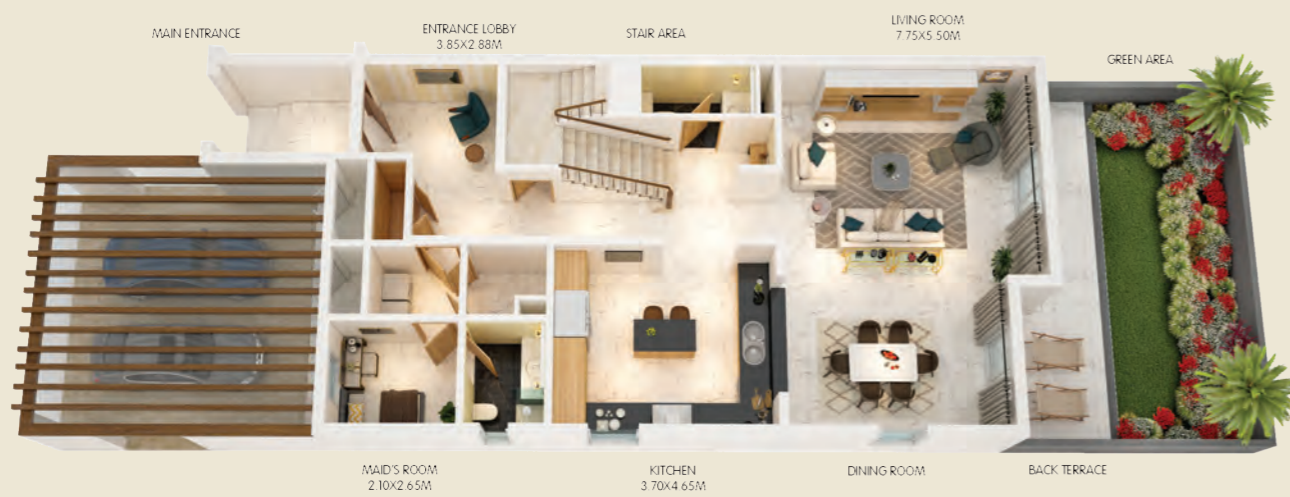 MAIN ENTRANCE
ENTRANCE LOBBY
3.85X2.88M
STAIR AREA
LIVING ROOM
7.75X5.50M
GREEN AREA
MAID'S ROOM
2.10X2.65M
KITCHEN
3.70X4.65M
DINING ROOM
BACK TERRACE